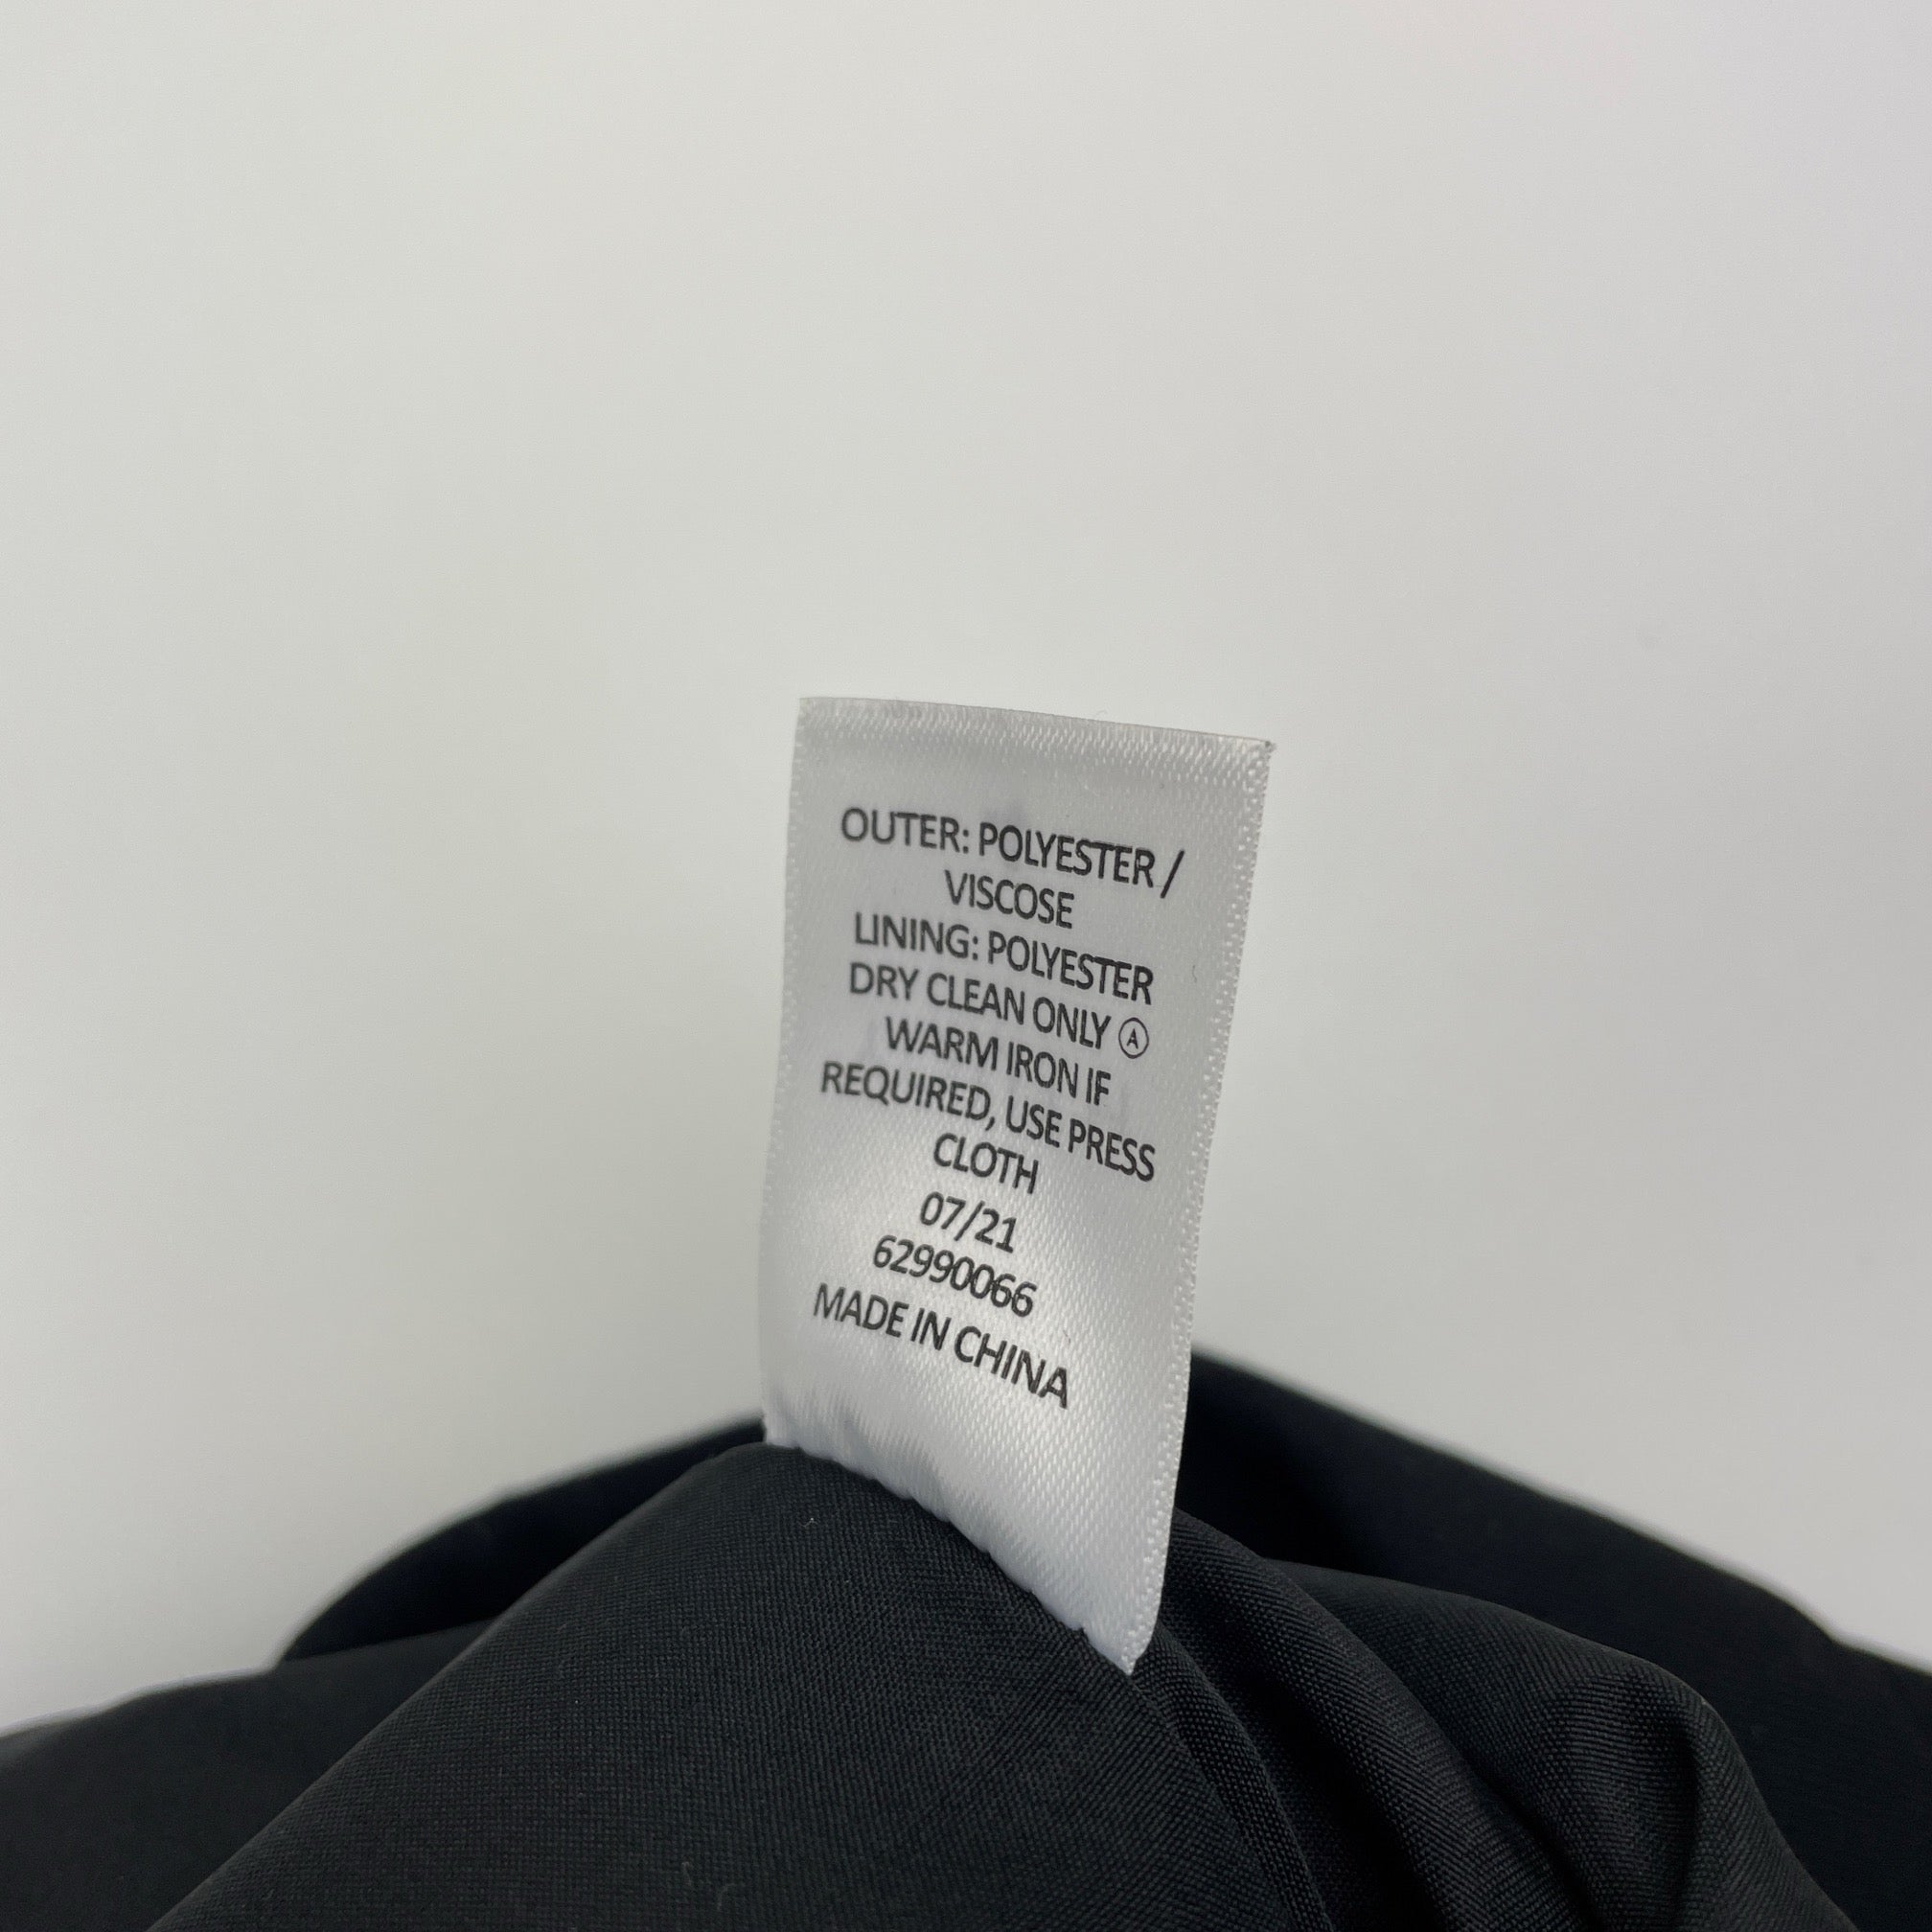 OUTER: POLYESTER /
VISCOSE
LINING: POLYESTER
DRY CLEAN ONLY Ⓐ
WARM IRON IF
REQUIRED, USE PRESS
CLOTH
07/21
62990066
MADE IN CHINA